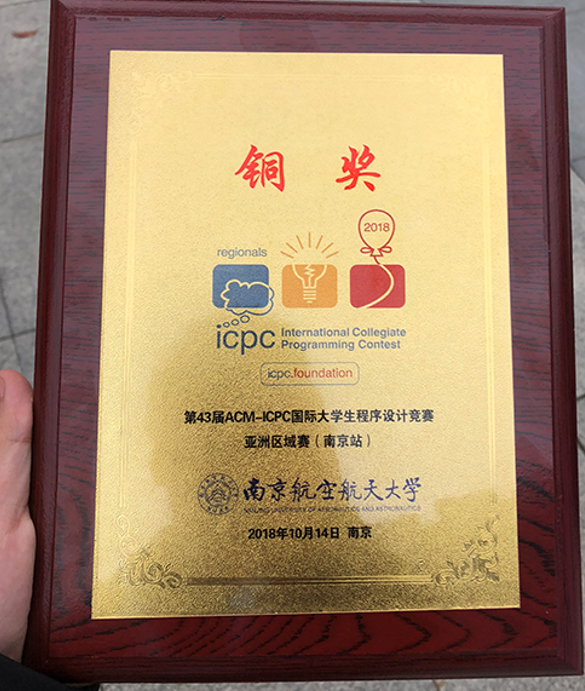 铜 奖
2018
regionals
icpc International Collegiate
Programming Contest
icpc.foundation
第43届ACM-ICPC国际大学生程序设计竞赛
亚洲区域赛（南京站）
南京航空航天大学
NANJING UNIVERSITY OF AERONAUTICS AND ASTRONAUTICS
2018年10月14日 南京